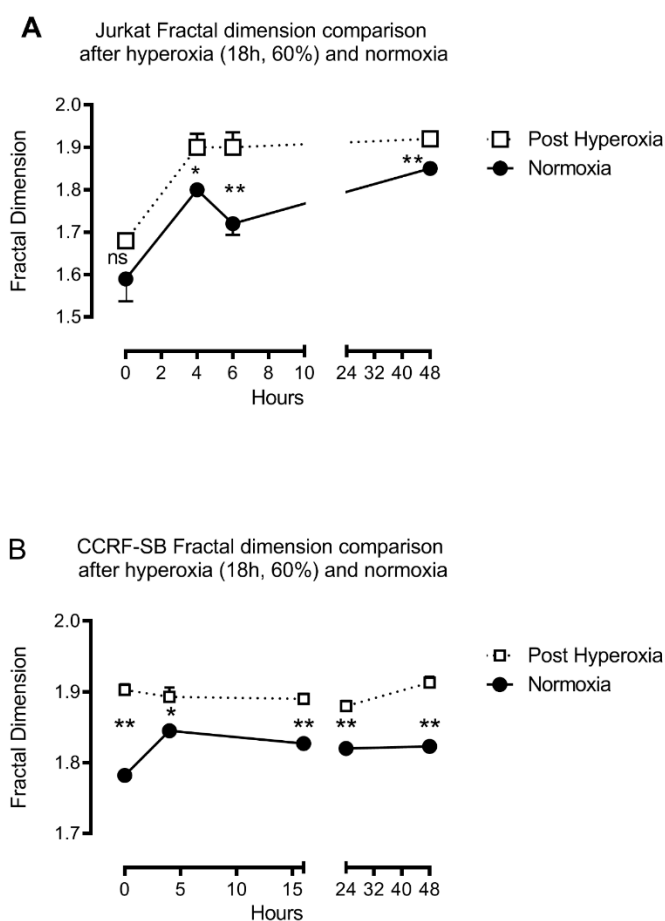 A
Jurkat Fractal dimension comparison
after hyperoxia (18h, 60%) and normoxia
2.0
1.9
1.8
1.7
1.6
1.5
Fractal Dimension
ns
*
**
**
Post Hyperoxia
Normoxia
0 2 4 6 8 10 24 32 40 48
Hours
B
CCRF-SB Fractal dimension comparison
after hyperoxia (18h, 60%) and normoxia
2.0
1.9
1.8
1.7
Fractal Dimension
**
*
**
**
**
Post Hyperoxia
Normoxia
0 5 10 15 24 32 40 48
Hours